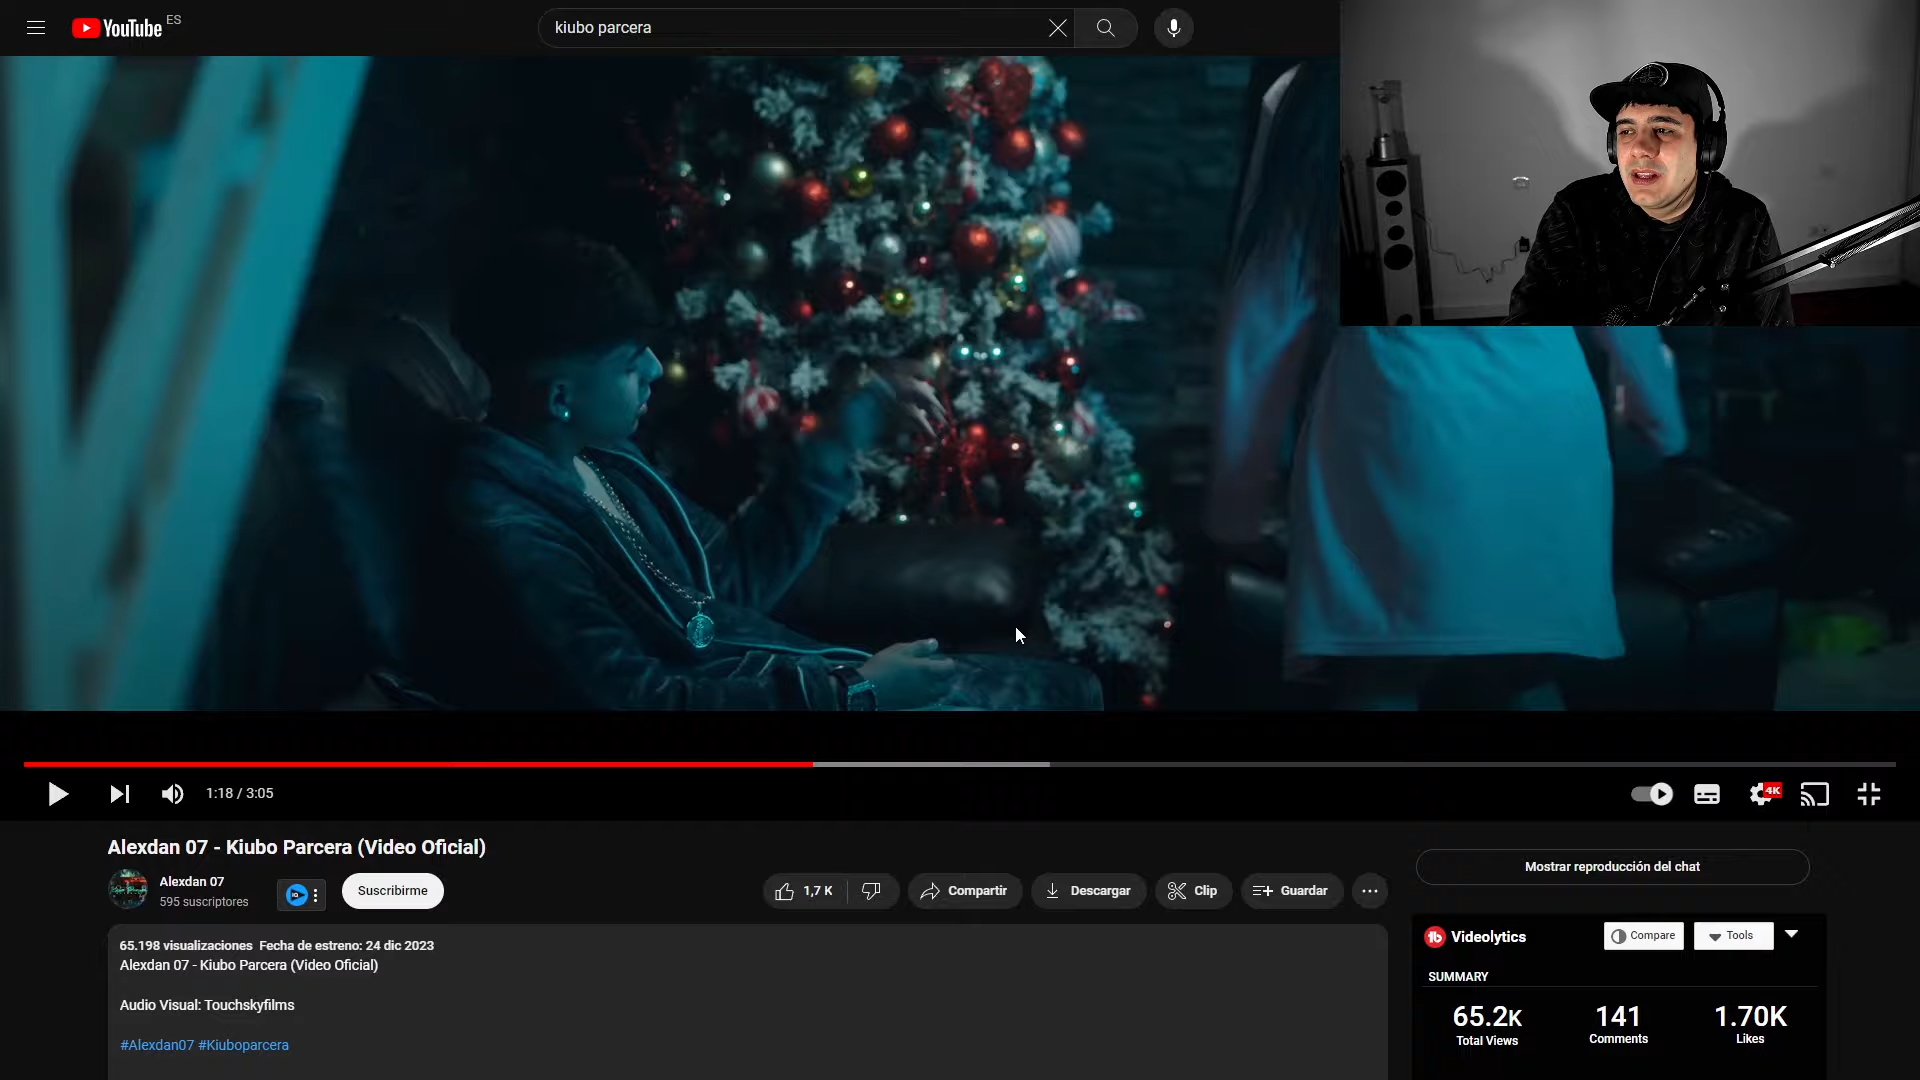 YouTube ES
kiubo parcera
1:18 / 3:05
4K
Alexdan 07 - Kiubo Parcera (Video Oficial)
Alexdan 07
595 suscriptores
Suscribirme
1,7 K
Compartir
Descargar
Clip
Guardar
Mostrar reproducción del chat
65.198 visualizaciones Fecha de estreno: 24 dic 2023
Alexdan 07 - Kiubo Parcera (Video Oficial)
Audio Visual: Touchskyfilms
#Alexdan07 #Kiuboparcera
Videolytics
Compare
Tools
SUMMARY
65.2K
Total Views
141
Comments
1.70K
Likes